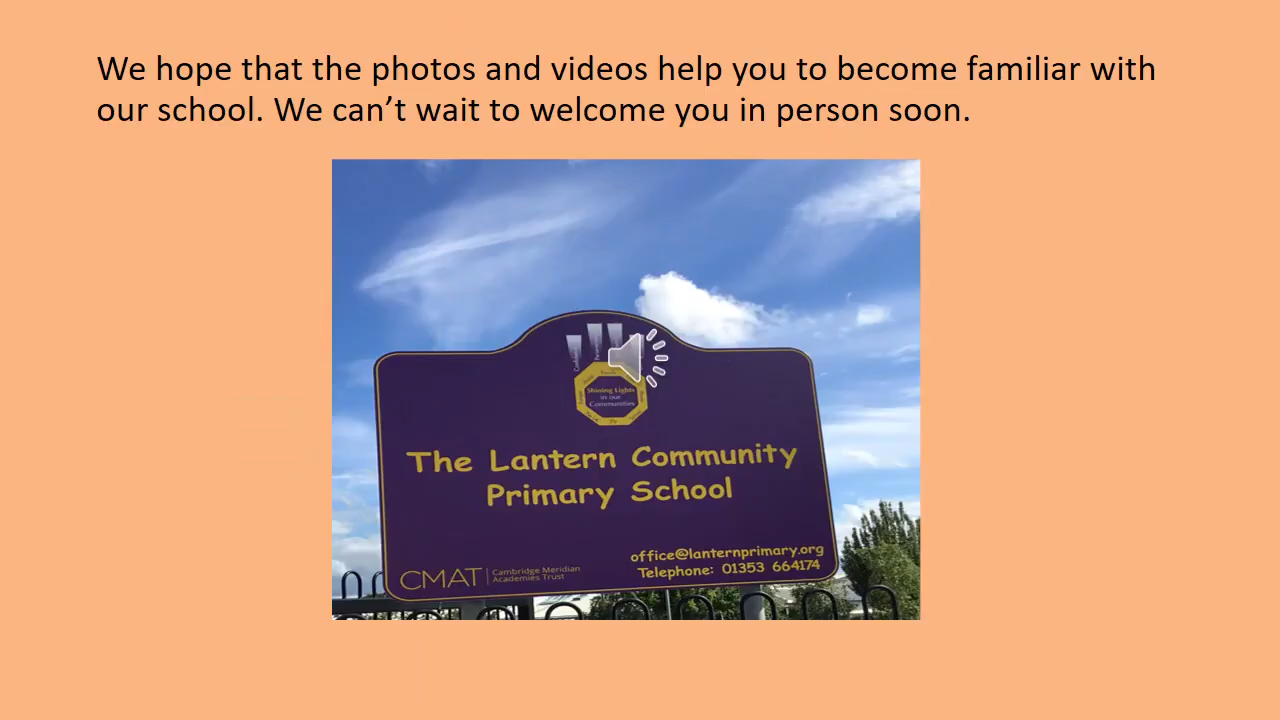 We hope that the photos and videos help you to become familiar with
our school. We can’t wait to welcome you in person soon.
Shining Lights
in our
Communities
The Lantern Community
Primary School
office@lanternprimary.org
Telephone: 01353 664174
CMAT
Cambridge Meridian
Academies Trust